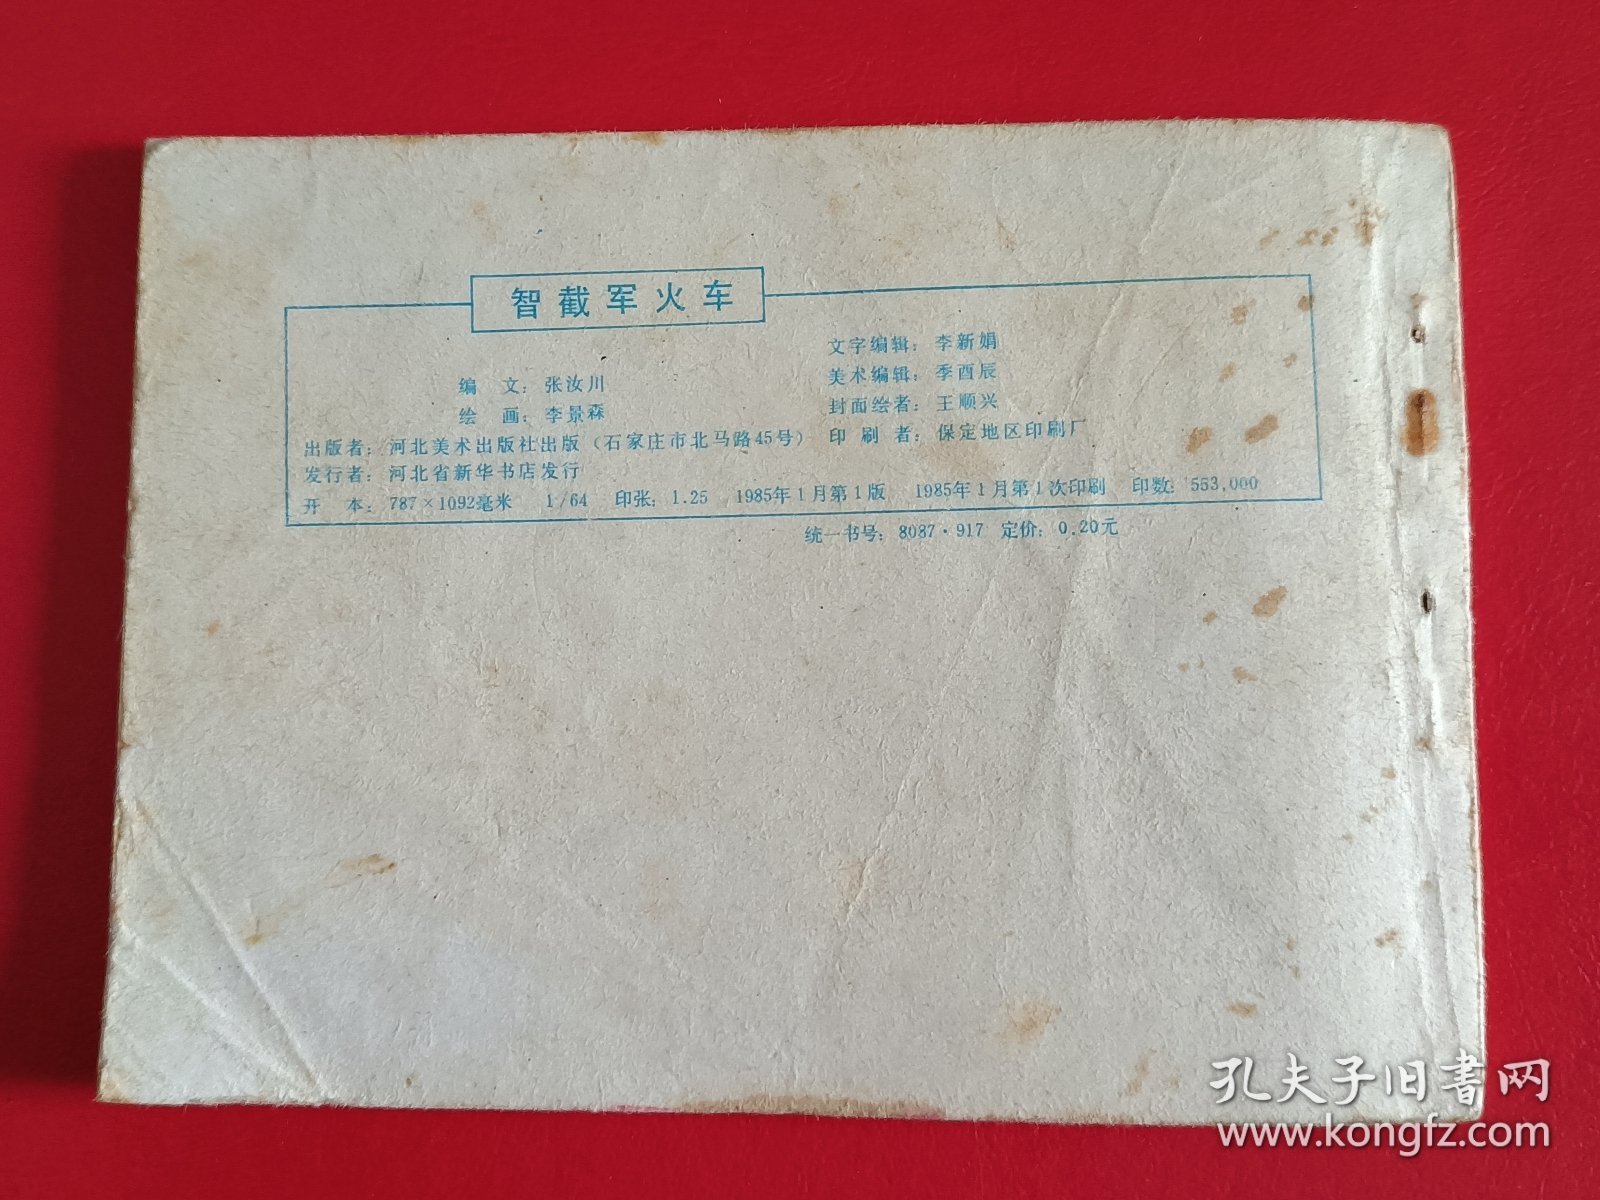 智截军火车
文字编辑：李新娟
编　文：张汝川
美术编辑：季酉辰
绘　画：李景森
封面绘者：王顺兴
出版者：河北美术出版社出版（石家庄市北马路45号）
印刷者：保定地区印刷厂
发行者：河北省新华书店发行
开　本：787×1092毫米　1/64　印张：1.25　1985年1月第1版　1985年1月第1次印刷　印数：553,000
统一书号：8087·917　定价：0.20元
孔夫子旧書网
www.kongfz.com